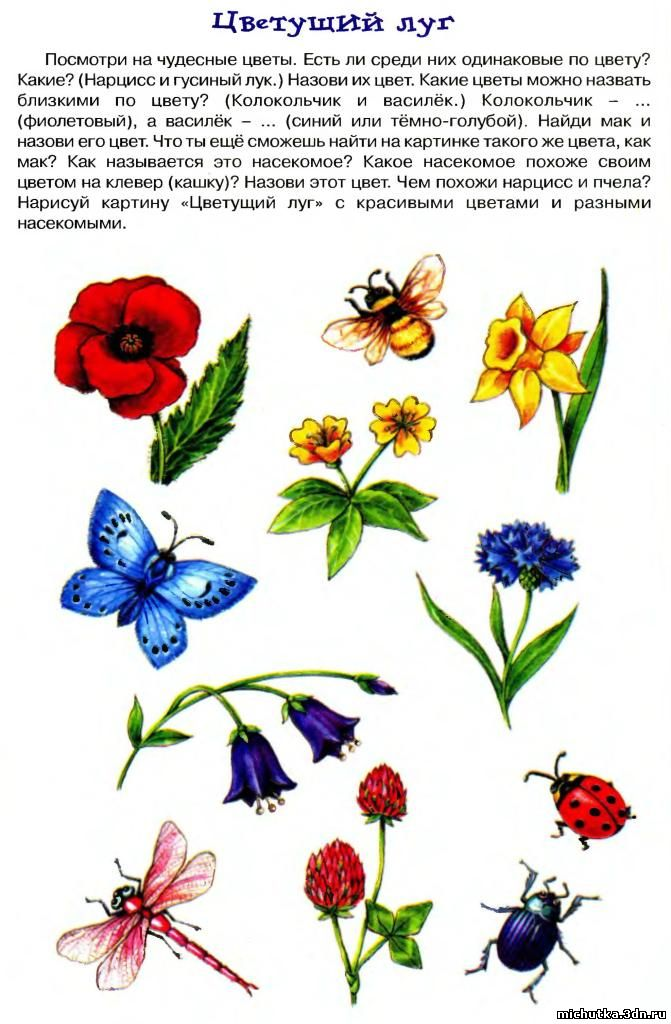 Цветущий луг
Посмотри на чудесные цветы. Есть ли среди них одинаковые по цвету?
Какие? (Нарцисс и гусиный лук.) Назови их цвет. Какие цветы можно назвать
близкими по цвету? (Колокольчик и василёк.) Колокольчик – ...
(фиолетовый), а василёк – ... (синий или тёмно-голубой). Найди мак и
назови его цвет. Что ты ещё сможешь найти на картинке такого же цвета, как
мак? Как называется это насекомое? Какое насекомое похоже своим
цветом на клевер (кашку)? Назови этот цвет. Чем похожи нарцисс и пчела?
Нарисуй картину «Цветущий луг» с красивыми цветами и разными
насекомыми.
michutka.3dn.ru